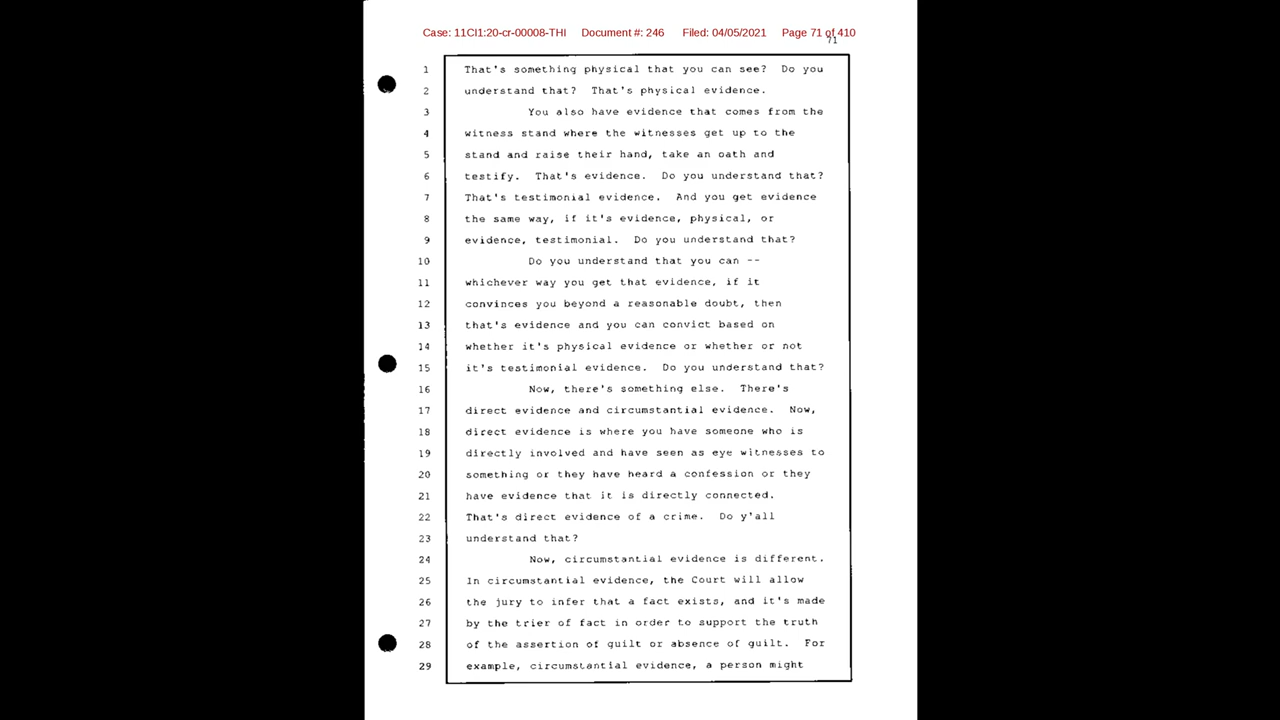 Case: 11CI1:20-cr-00008-THI Document #: 246 Filed: 04/05/2021 Page 71 of 410
71
1 That's something physical that you can see? Do you
2 understand that? That's physical evidence.
3 You also have evidence that comes from the
4 witness stand where the witnesses get up to the
5 stand and raise their hand, take an oath and
6 testify. That's evidence. Do you understand that?
7 That's testimonial evidence. And you get evidence
8 the same way, if it's evidence, physical, or
9 evidence, testimonial. Do you understand that?
10 Do you understand that you can --
11 whichever way you get that evidence, if it
12 convinces you beyond a reasonable doubt, then
13 that's evidence and you can convict based on
14 whether it's physical evidence or whether or not
15 it's testimonial evidence. Do you understand that?
16 Now, there's something else. There's
17 direct evidence and circumstantial evidence. Now,
18 direct evidence is where you have someone who is
19 directly involved and have seen as eye witnesses to
20 something or they have heard a confession or they
21 have evidence that it is directly connected.
22 That's direct evidence of a crime. Do y'all
23 understand that?
24 Now, circumstantial evidence is different.
25 In circumstantial evidence, the Court will allow
26 the jury to infer that a fact exists, and it's made
27 by the trier of fact in order to support the truth
28 of the assertion of guilt or absence of guilt. For
29 example, circumstantial evidence, a person might